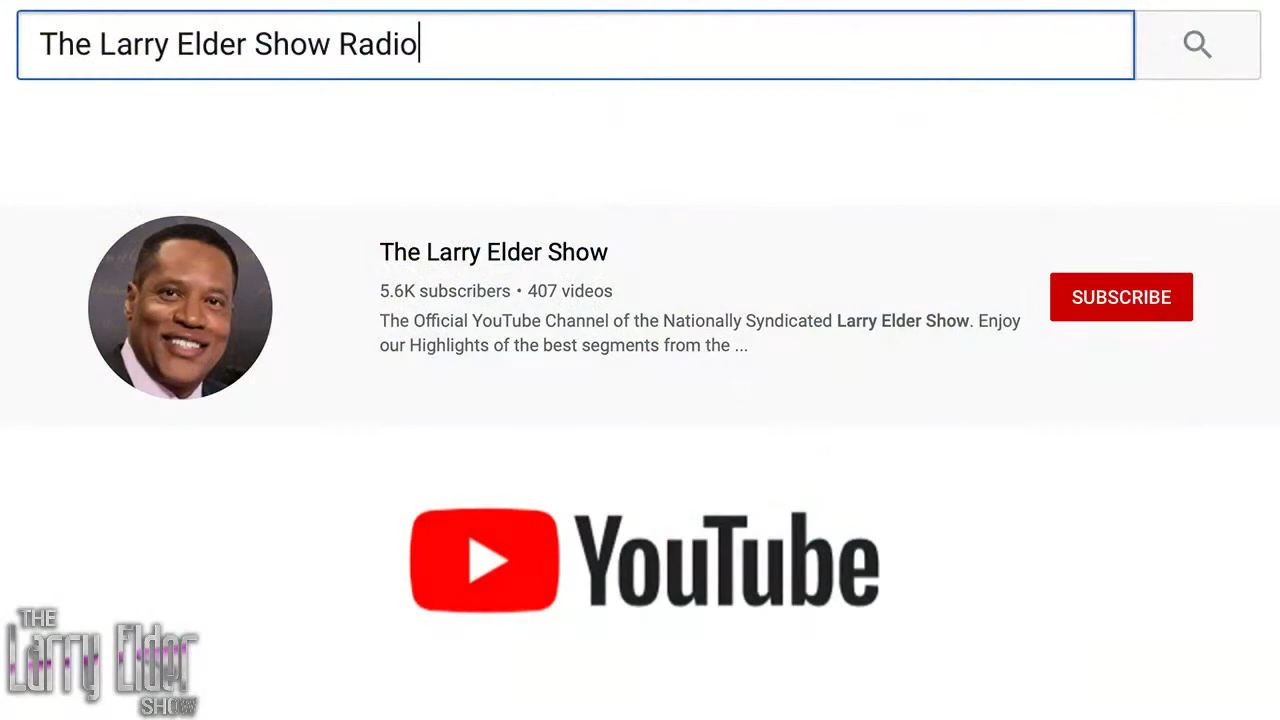 The Larry Elder Show Radio
The Larry Elder Show
5.6K subscribers • 407 videos
SUBSCRIBE
The Official YouTube Channel of the Nationally Syndicated Larry Elder Show. Enjoy
our Highlights of the best segments from the ...
YouTube
THE
Larry Elder
SHOW